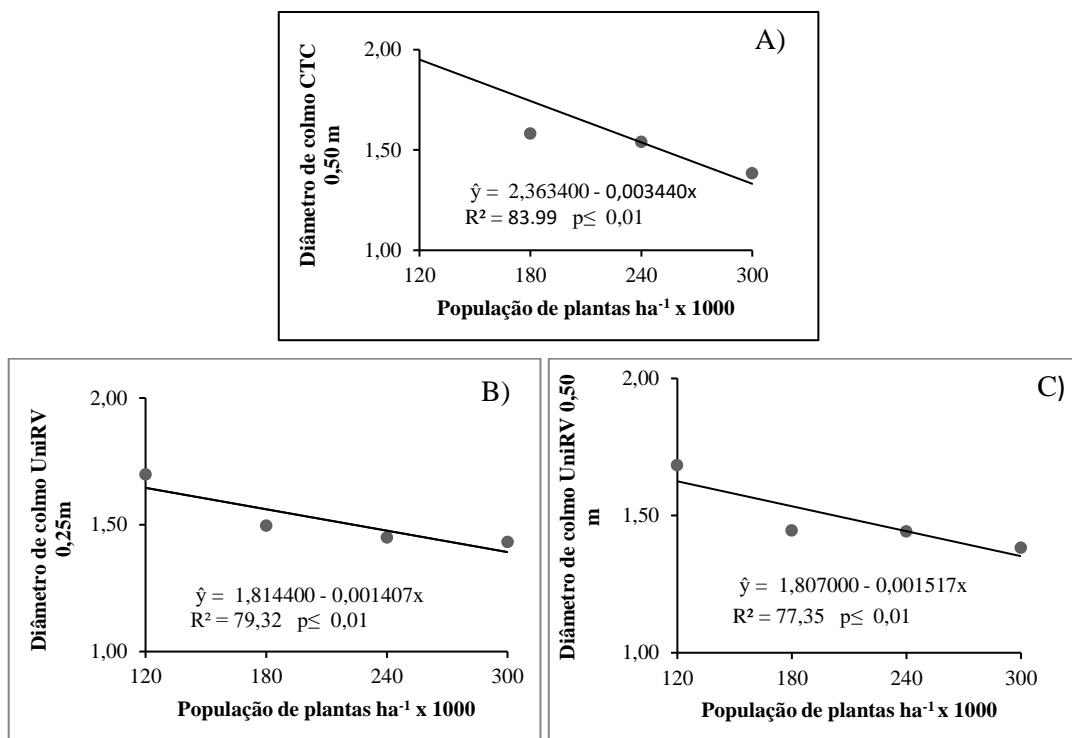 A)
Diâmetro de colmo CTC
0,50 m
2,00
1,50
1,00
ŷ = 2,363400 - 0,003440x
R² = 83.99 p≤ 0,01
120 180 240 300
População de plantas ha⁻¹ x 1000
B)
Diâmetro de colmo UniRV
0,25m
2,00
1,50
1,00
ŷ = 1,814400 - 0,001407x
R² = 79,32 p≤ 0,01
120 180 240 300
População de plantas ha⁻¹ x 1000
C)
Diâmetro de colmo UniRV 0,50
m
2,00
1,50
1,00
ŷ = 1,807000 - 0,001517x
R² = 77,35 p≤ 0,01
120 180 240 300
População de plantas ha⁻¹ x 1000